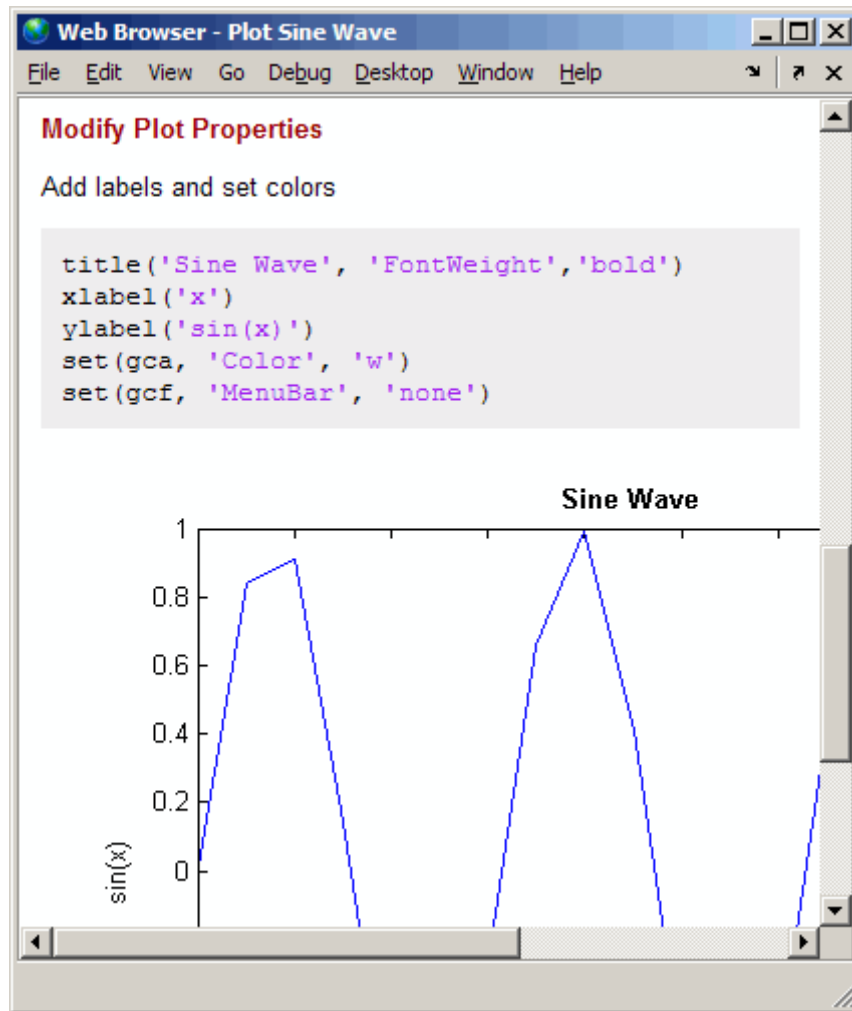 Web Browser - Plot Sine Wave
File Edit View Go Debug Desktop Window Help
Modify Plot Properties
Add labels and set colors
title('Sine Wave', 'FontWeight','bold')
xlabel('x')
ylabel('sin(x)')
set(gca, 'Color', 'w')
set(gcf, 'MenuBar', 'none')
Sine Wave
1
0.8
0.6
0.4
0.2
0
sin(x)